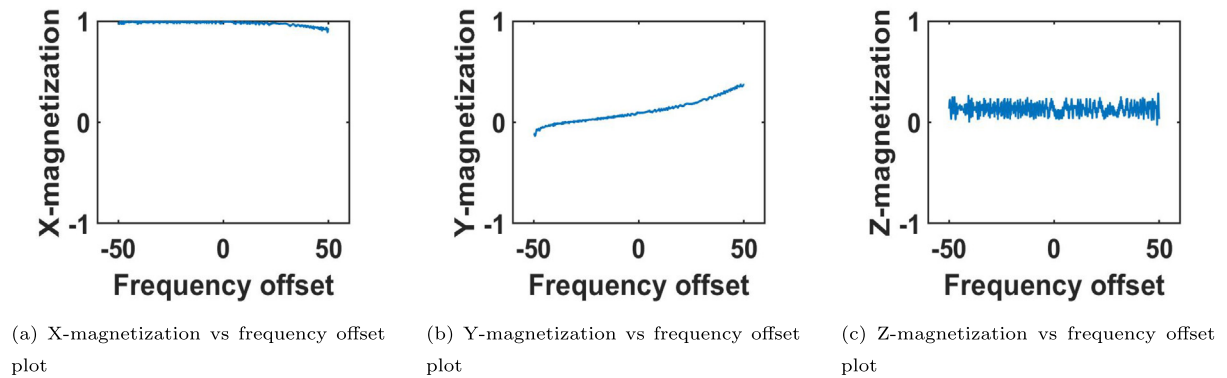 X-magnetization
1
0
-1
-50 0 50
Frequency offset
(a) X-magnetization vs frequency offset
plot
Y-magnetization
1
0
-1
-50 0 50
Frequency offset
(b) Y-magnetization vs frequency offset
plot
Z-magnetization
1
0
-1
-50 0 50
Frequency offset
(c) Z-magnetization vs frequency offset
plot